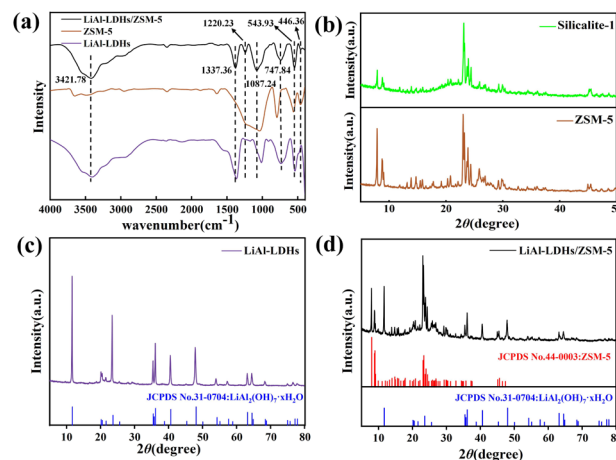 (a)
LiAl-LDHs/ZSM-5
ZSM-5
LiAl-LDHs
1220.23
543.93
446.36
3421.78
1337.36
747.84
1087.24
Intensity
4000 3500 3000 2500 2000 1500 1000 500
wavenumber(cm-1)
(b)
Silicalite-1
Intensity(a.u.)
ZSM-5
Intensity(a.u.)
10 20 30 40 50
2θ(degree)
(c)
LiAl-LDHs
Intensity(a.u.)
JCPDS No.31-0704:LiAl2(OH)7·xH2O
10 20 30 40 50 60 70 80
2θ(degree)
(d)
LiAl-LDHs/ZSM-5
Intensity(a.u.)
JCPDS No.44-0003:ZSM-5
JCPDS No.31-0704:LiAl2(OH)7·xH2O
10 20 30 40 50 60 70 80
2θ(degree)